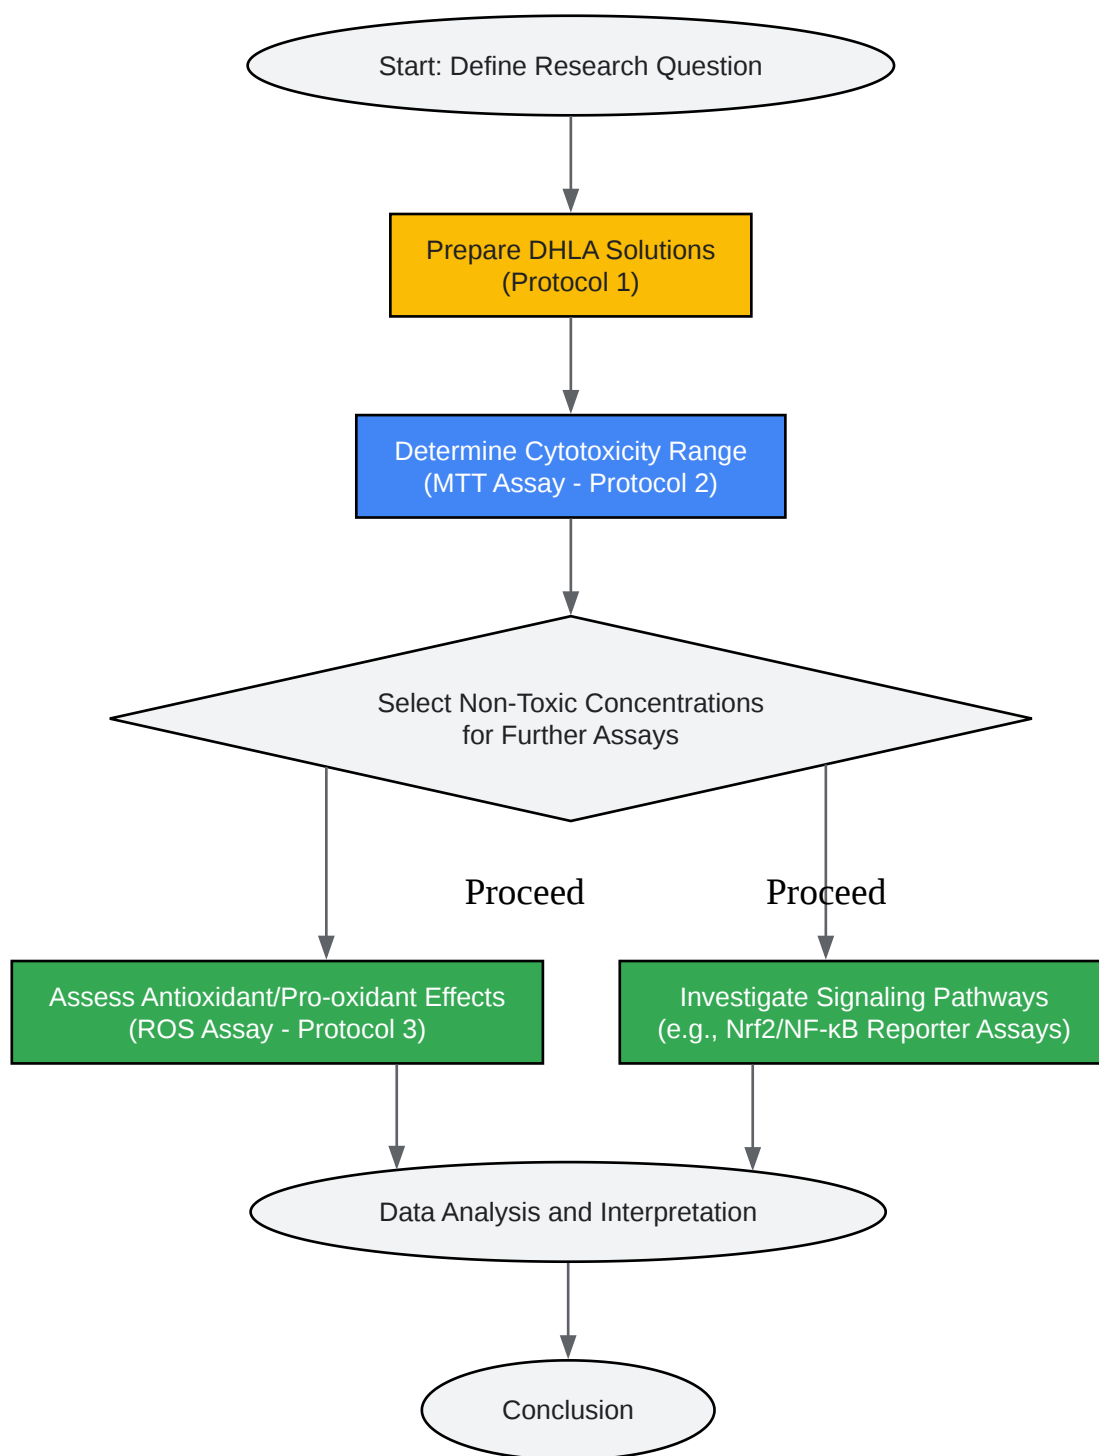 Start: Define Research Question
Prepare DHLA Solutions
(Protocol 1)
Determine Cytotoxicity Range
(MTT Assay - Protocol 2)
Select Non-Toxic Concentrations
for Further Assays
Proceed
Proceed
Assess Antioxidant/Pro-oxidant Effects
(ROS Assay - Protocol 3)
Investigate Signaling Pathways
(e.g., Nrf2/NF-κB Reporter Assays)
Data Analysis and Interpretation
Conclusion